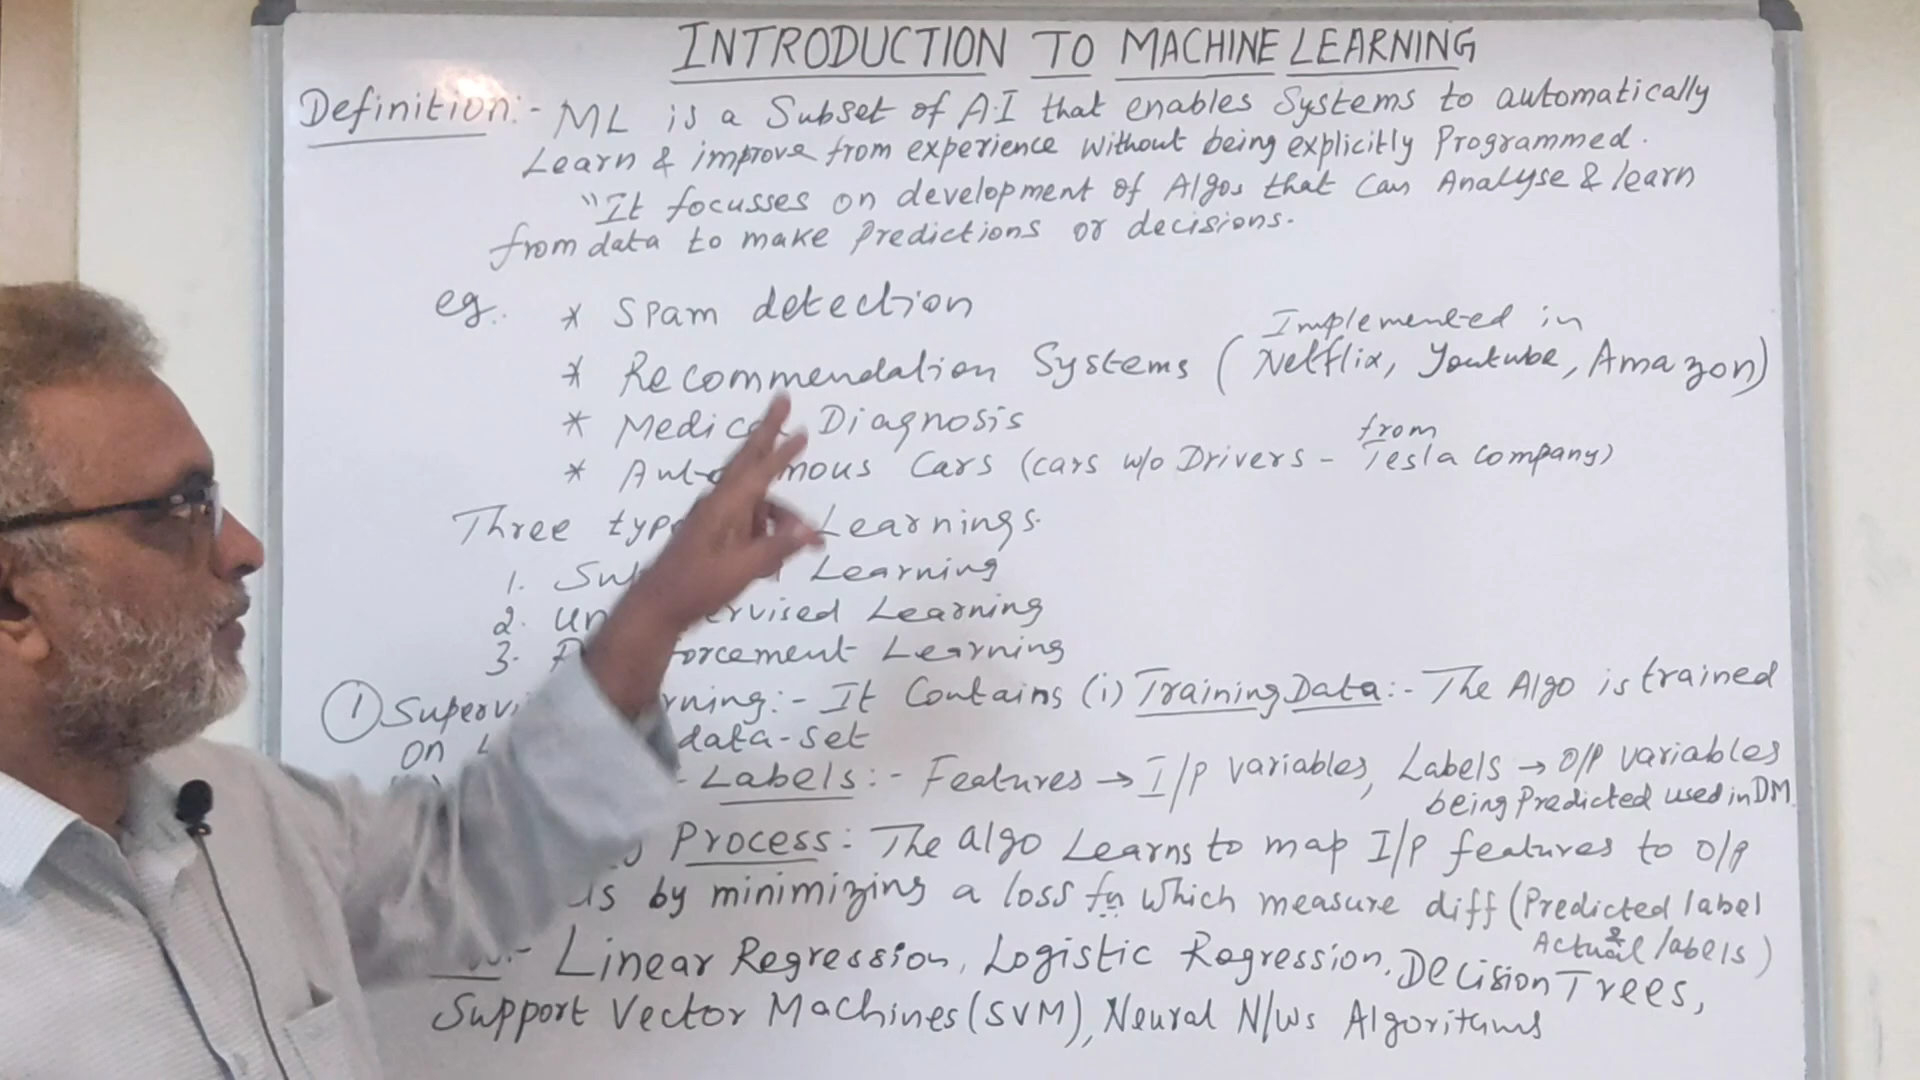 INTRODUCTION TO MACHINE LEARNING
Definition:- ML is a Subset of A.I that enables Systems to automatically
Learn & improve from experience without being explicitly Programmed.
"It focusses on development of Algos that Can Analyse & learn
from data to make Predictions or decisions.
eg. * Spam detection
Implemented in
* Recommendation Systems (Netflix, Youtube, Amazon)
* Medical Diagnosis
from
* mous Cars (cars w/o Drivers - Tesla company)
Three Learnings.
1. Learning
2. Learning
3. Learning
① It Contains (i) Training Data:- The Algo is trained
on data-set
- Labels:- Features → I/P variables, Labels → O/P variables
being Predicted used in DM.
Process: The algo Learns to map I/P features to O/P
by minimizing a loss fn which measure diff (Predicted label
& Actual labels)
:- Linear Regression, Logistic Regression, Decision Trees,
Support Vector Machines (SVM), Neural N/Ws Algorithms